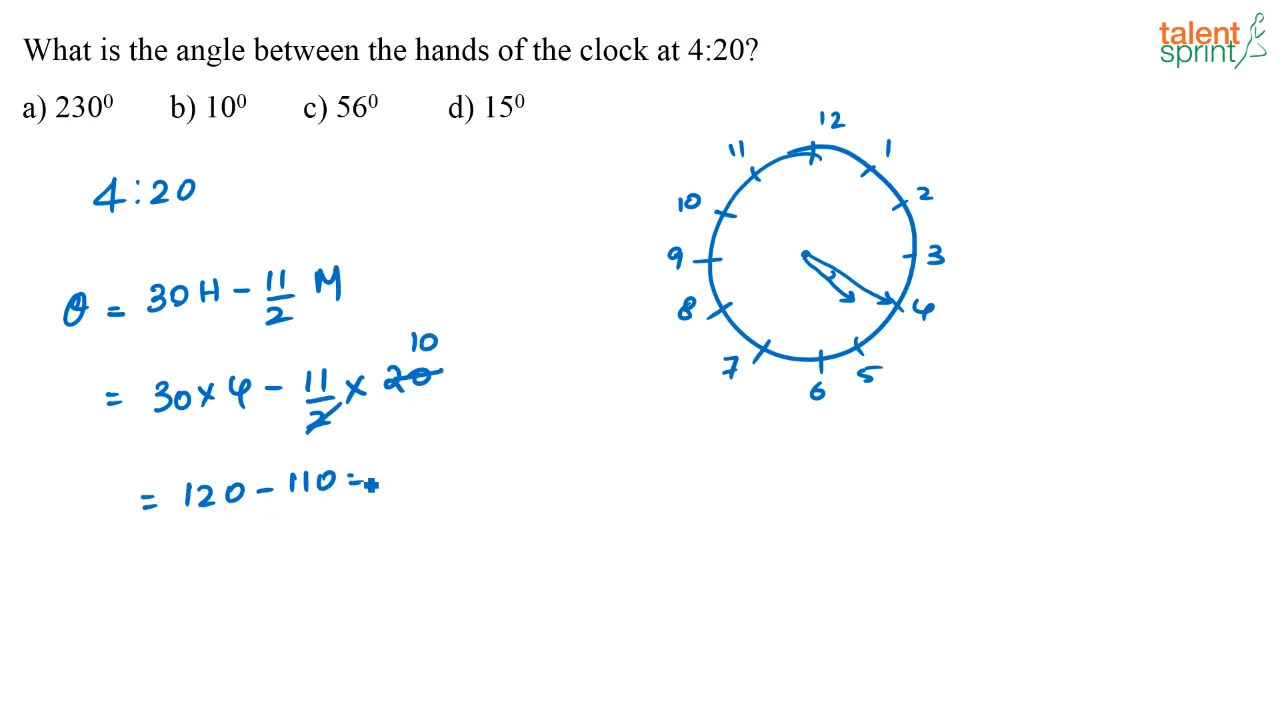 talent
sprint
What is the angle between the hands of the clock at 4:20?
a) 230⁰ b) 10⁰ c) 56⁰ d) 15⁰
4:20
θ = 30H - 11/2 M
10
= 30 x 4 - 11/2 x 20
= 120 - 110 =
12
11 1
10 2
9 3
8 4
7 5
6